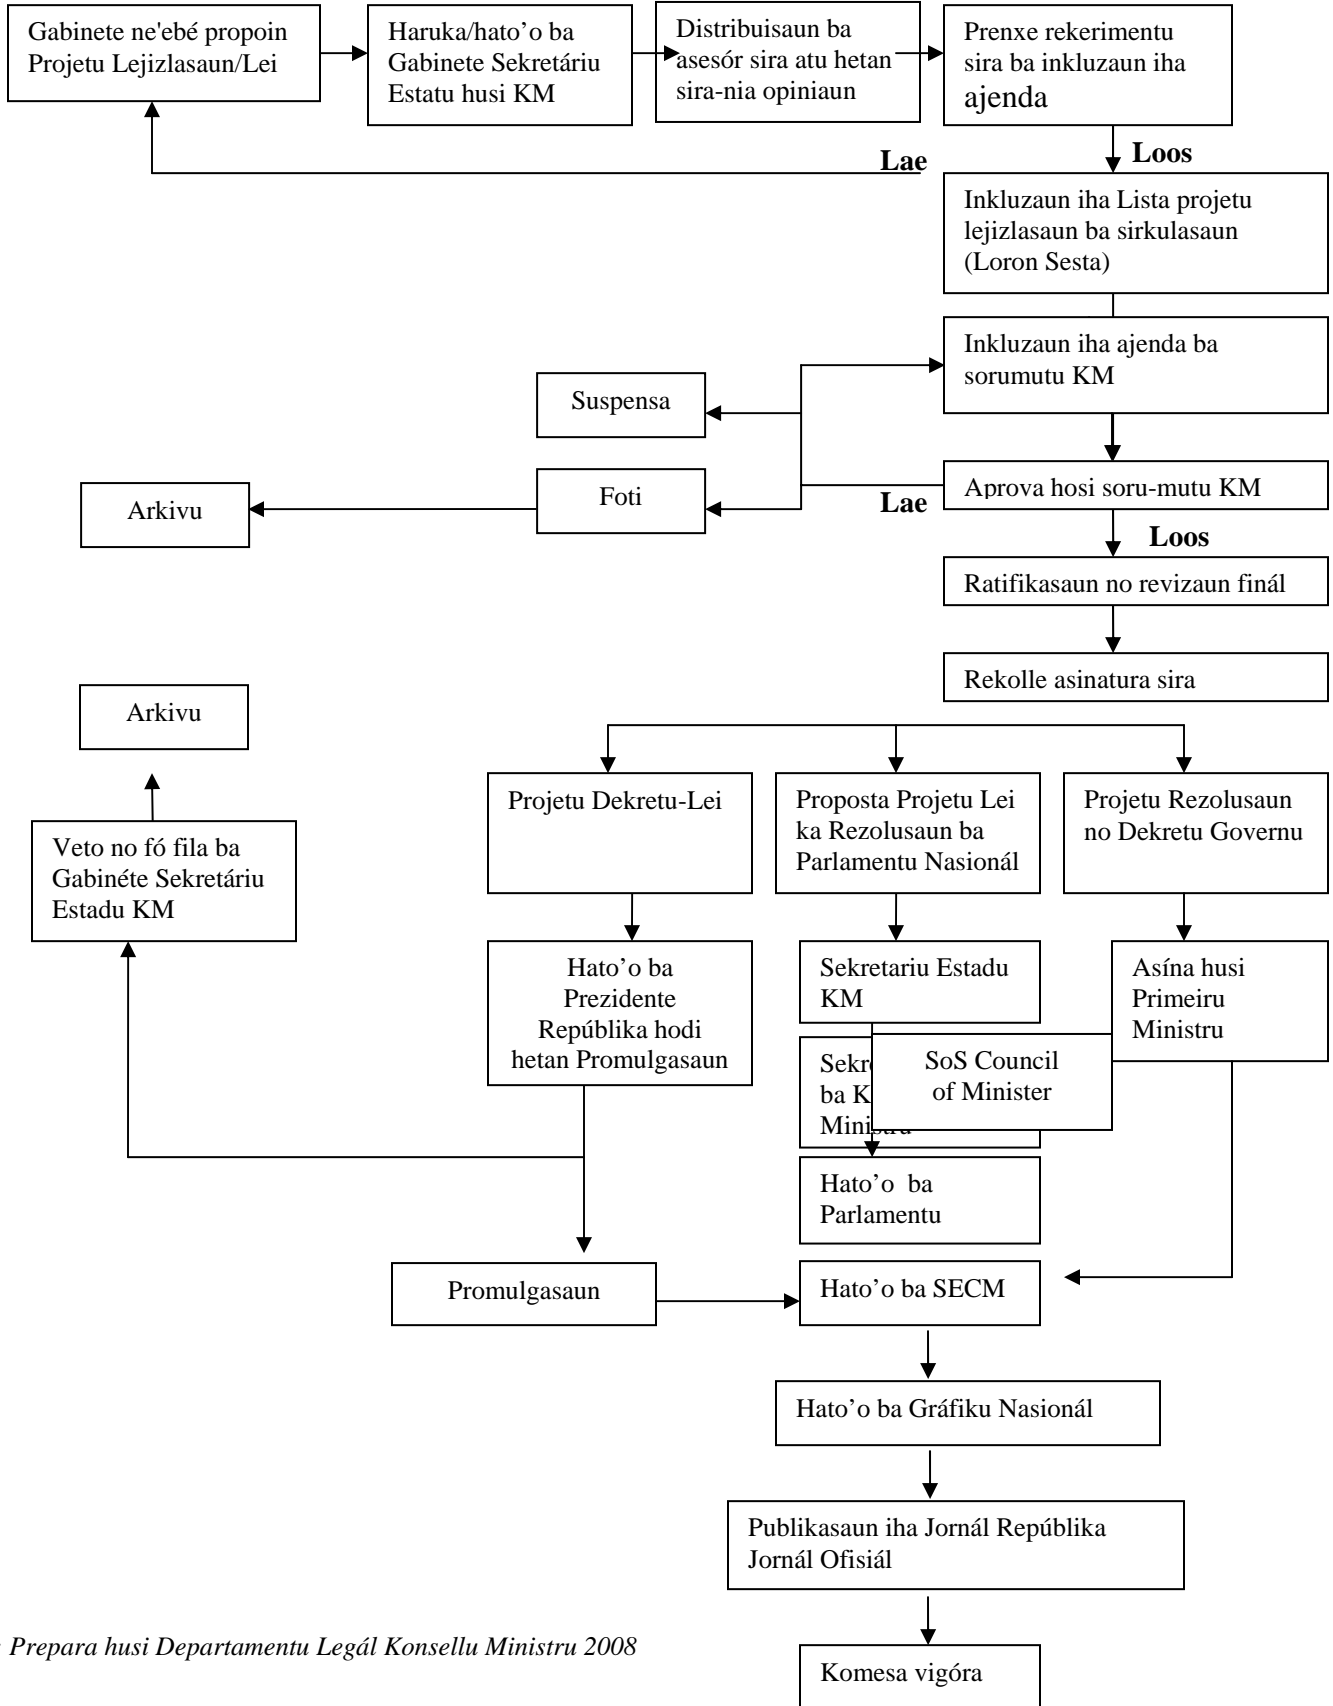 Gabinete ne'ebé propoin
Projetu Lejizlasaun/Lei
Haruka/hato’o ba
Gabinete Sekretáriu
Estatu husi KM
Distribuisaun ba
asesór sira atu hetan
sira-nia opiniaun
Prenxe rekerimentu
sira ba inkluzaun iha
ajenda
Lae
Loos
Inkluzaun iha Lista projetu
lejizlasaun ba sirkulasaun
(Loron Sesta)
Inkluzaun iha ajenda ba
sorumutu KM
Suspensa
Foti
Arkivu
Aprova hosi soru-mutu KM
Lae
Loos
Ratifikasaun no revizaun finál
Rekolle asinatura sira
Arkivu
Veto no fó fila ba
Gabinéte Sekretáriu
Estadu KM
Projetu Dekretu-Lei
Proposta Projetu Lei
ka Rezolusaun ba
Parlamentu Nasionál
Projetu Rezolusaun
no Dekretu Governu
Hato’o ba
Prezidente
Repúblika hodi
hetan Promulgasaun
Sekretariu Estadu
KM
Asína husi
Primeiru
Ministru
SoS Council
of Minister
ba
Ministru
Hato’o ba
Parlamentu
Promulgasaun
Hato’o ba SECM
Hato’o ba Gráfiku Nasionál
Publikasaun iha Jornál Repúblika
Jornál Ofisiál
Komesa vigóra
: Prepara husi Departamentu Legál Konsellu Ministru 2008